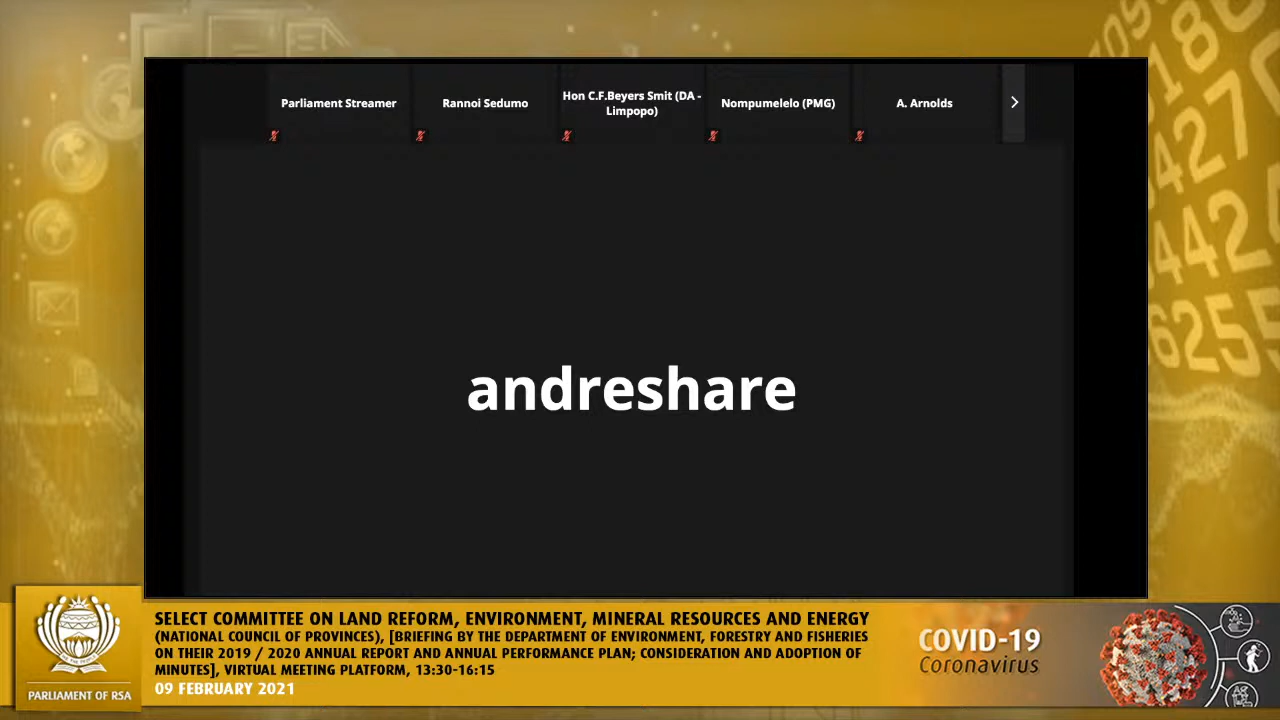 Parliament Streamer
Rannoi Sedumo
Hon C.F.Beyers Smit (DA -
Limpopo)
Nompumelelo (PMG)
A. Arnolds
andreshare
SELECT COMMITTEE ON LAND REFORM, ENVIRONMENT, MINERAL RESOURCES AND ENERGY
(NATIONAL COUNCIL OF PROVINCES), [BRIEFING BY THE DEPARTMENT OF ENVIRONMENT, FORESTRY AND FISHERIES
ON THEIR 2019 / 2020 ANNUAL REPORT AND ANNUAL PERFORMANCE PLAN; CONSIDERATION AND ADOPTION OF
MINUTES], VIRTUAL MEETING PLATFORM, 13:30-16:15
09 FEBRUARY 2021
PARLIAMENT OF RSA
COVID-19
Coronavirus